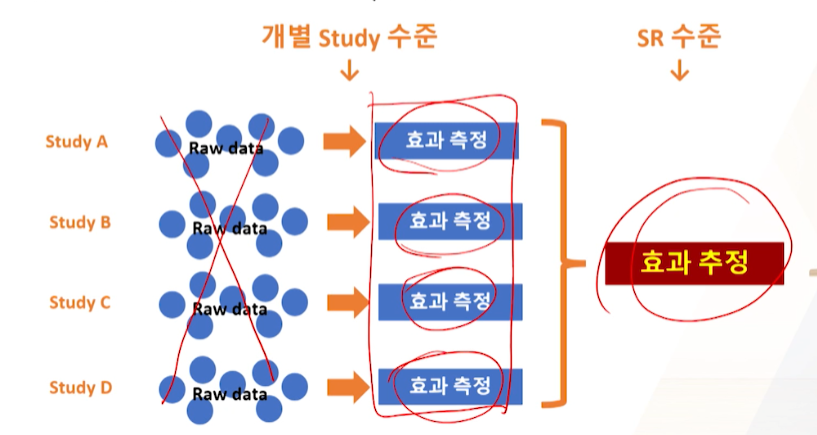 개별 Study 수준
SR 수준
Study A
Raw data
효과 측정
Study B
Raw data
효과 측정
효과 추정
Study C
Raw data
효과 측정
Study D
Raw data
효과 측정